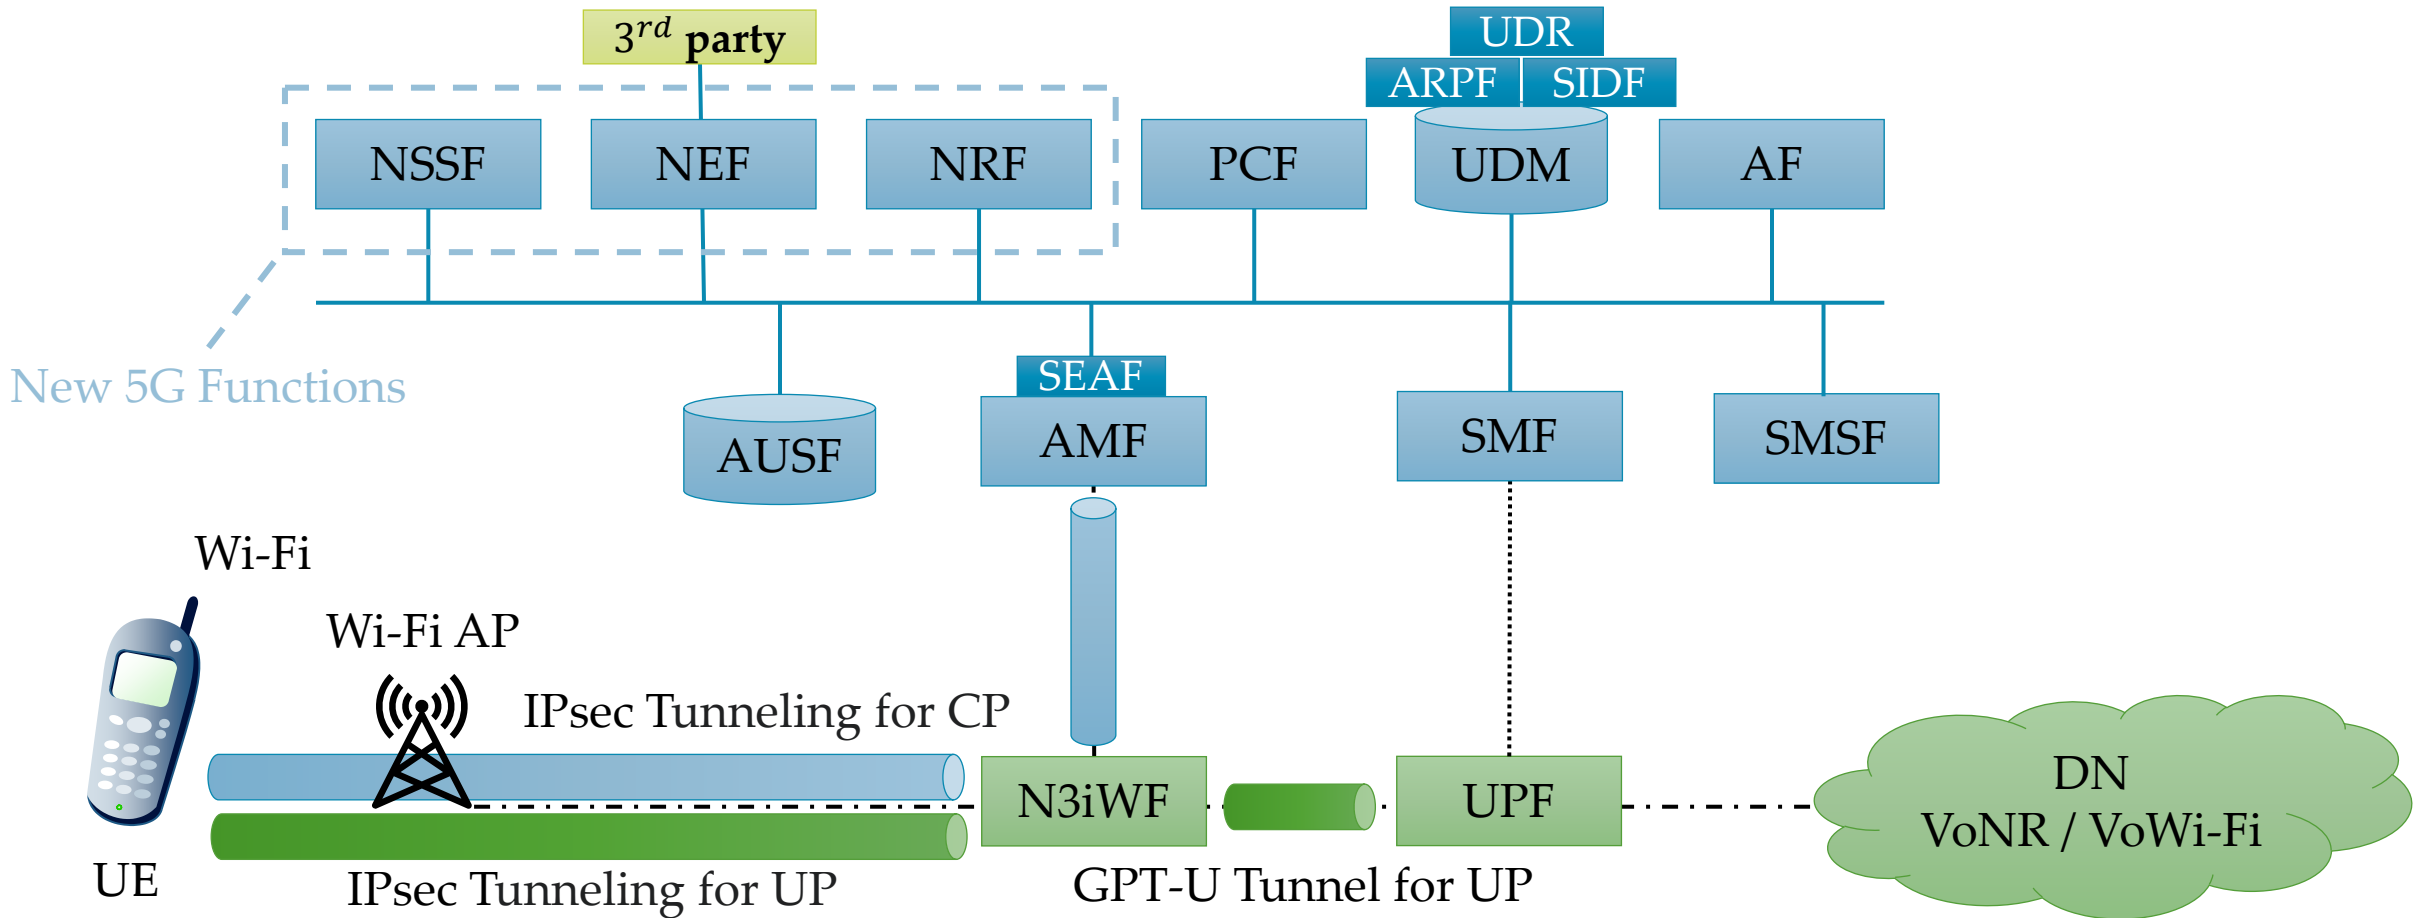 3rd party
UDR
ARPF SIDF
NSSF NEF NRF PCF UDM AF
New 5G Functions
SEAF
AUSF AMF SMF SMSF
Wi-Fi
Wi-Fi AP
IPsec Tunneling for CP
N3iWF UPF
DN
VoNR / VoWi-Fi
UE
IPsec Tunneling for UP
GPT-U Tunnel for UP